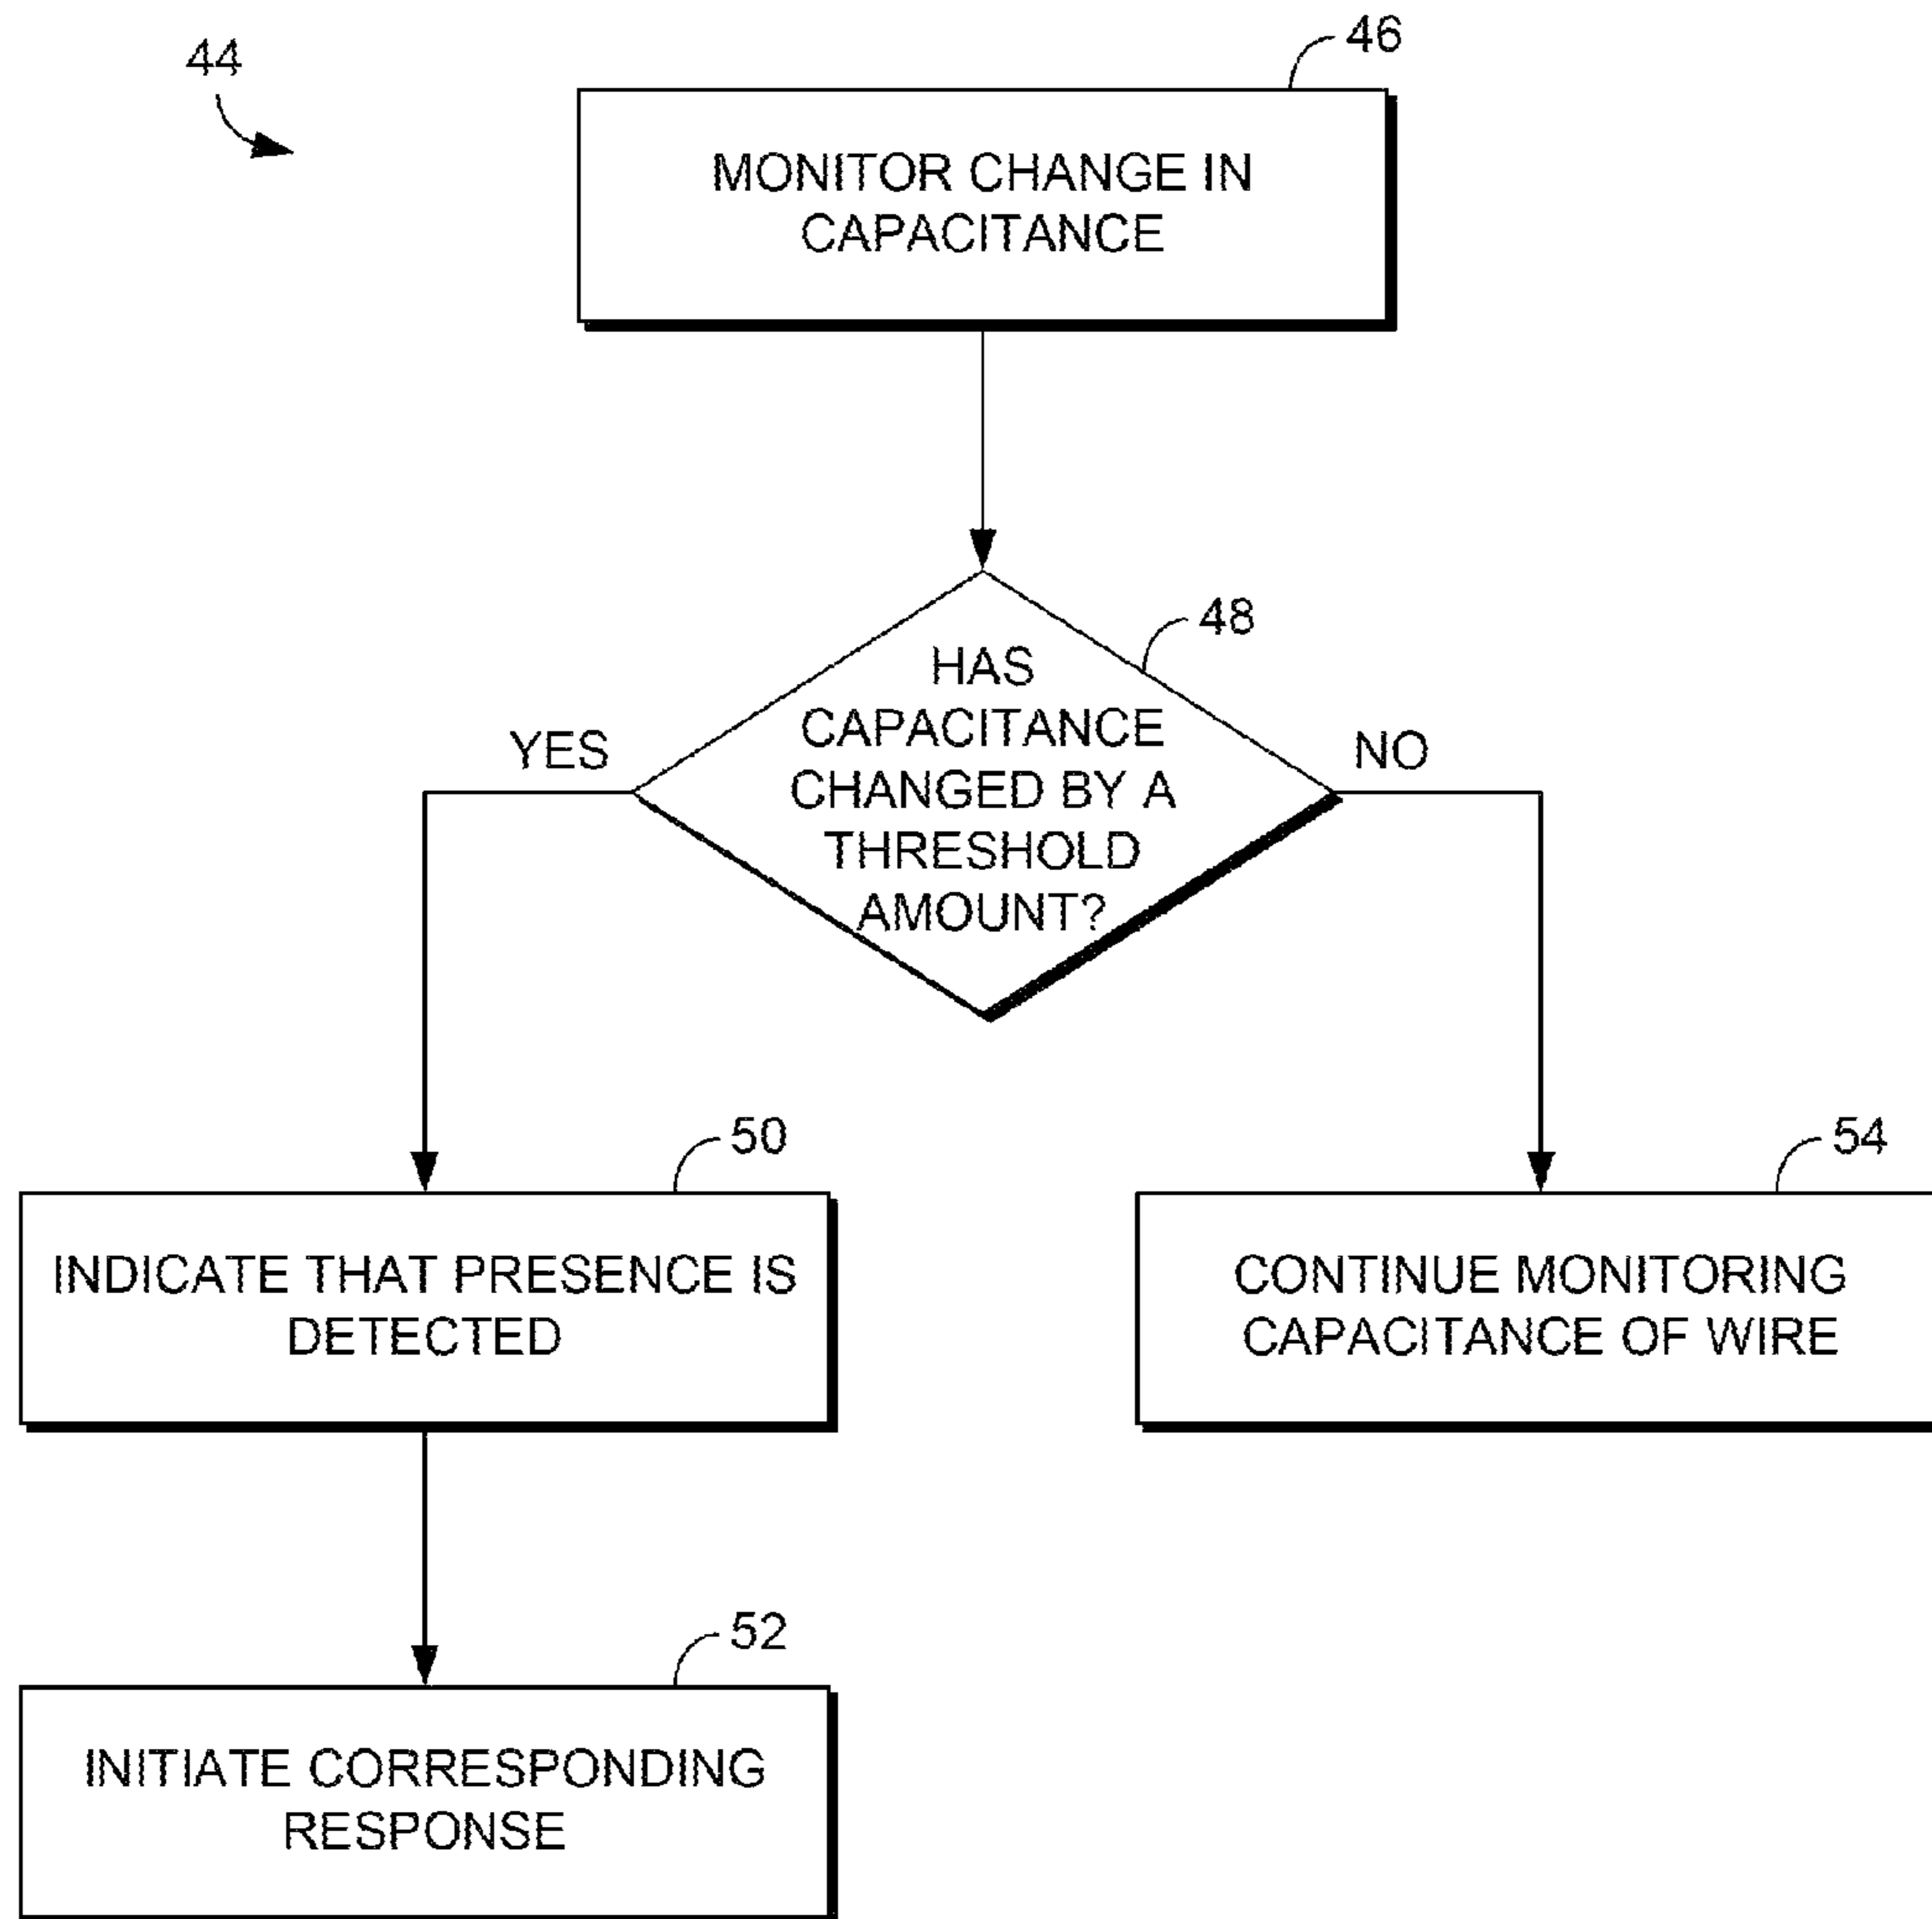 44
46
MONITOR CHANGE IN
CAPACITANCE
48
HAS
CAPACITANCE
CHANGED BY A
THRESHOLD
AMOUNT?
YES
NO
50
INDICATE THAT PRESENCE IS
DETECTED
54
CONTINUE MONITORING
CAPACITANCE OF WIRE
52
INITIATE CORRESPONDING
RESPONSE